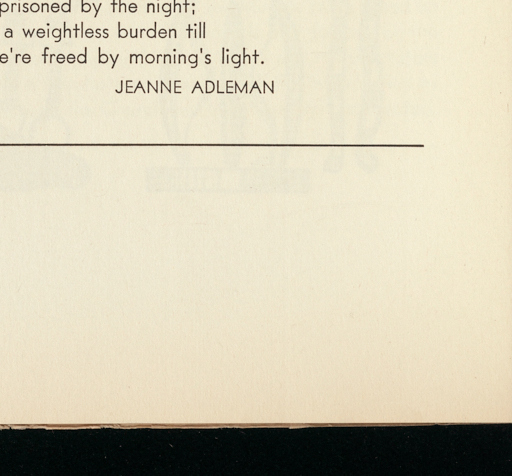 prisoned by the night;
a weightless burden till
e're freed by morning's light.
JEANNE ADLEMAN